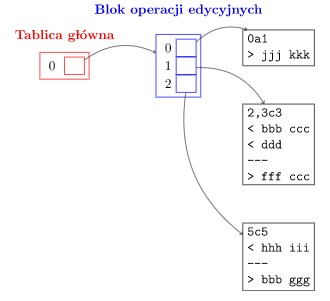 Blok operacji edycyjnych
Tablica główna
0
0
1
2
0a1
> jjj kkk
2,3c3
< bbb ccc
< ddd
---
> fff ccc
5c5
< hhh iii
---
> bbb ggg